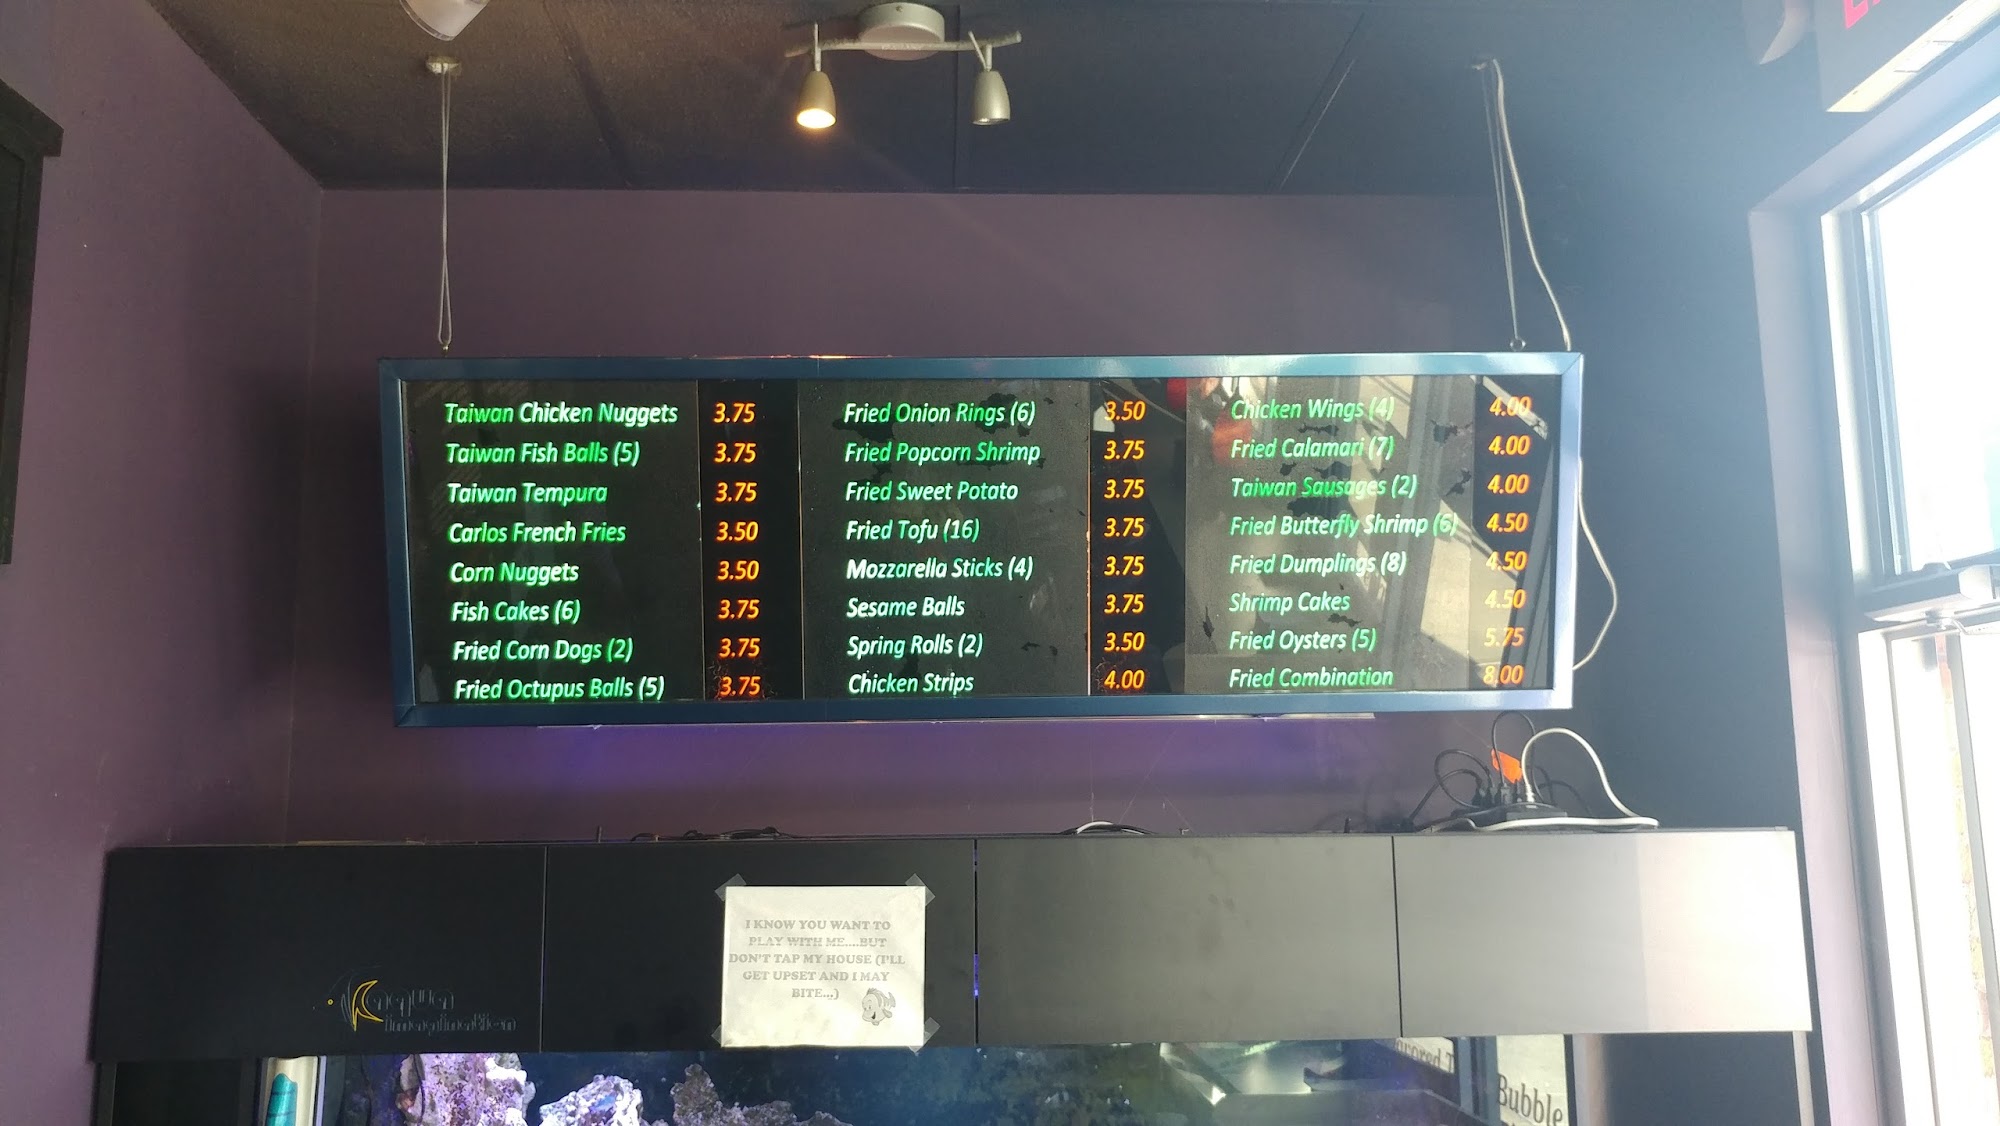 Taiwan Chicken Nuggets 3.75
Taiwan Fish Balls (5) 3.75
Taiwan Tempura 3.75
Carlos French Fries 3.50
Corn Nuggets 3.50
Fish Cakes (6) 3.75
Fried Corn Dogs (2) 3.75
Fried Octupus Balls (5) 3.75
Fried Onion Rings (6) 3.50
Fried Popcorn Shrimp 3.75
Fried Sweet Potato 3.75
Fried Tofu (16) 3.75
Mozzarella Sticks (4) 3.75
Sesame Balls 3.75
Spring Rolls (2) 3.50
Chicken Strips 4.00
Chicken Wings (4) 4.00
Fried Calamari (7) 4.00
Taiwan Sausages (2) 4.00
Fried Butterfly Shrimp (6) 4.50
Fried Dumplings (8) 4.50
Shrimp Cakes 4.50
Fried Oysters (5) 5.75
Fried Combination 8.00
I KNOW YOU WANT TO
PLAY WITH ME....BUT
DON'T TAP MY HOUSE (I'LL
GET UPSET AND I MAY
BITE...)
aqua
imagination
Bubble